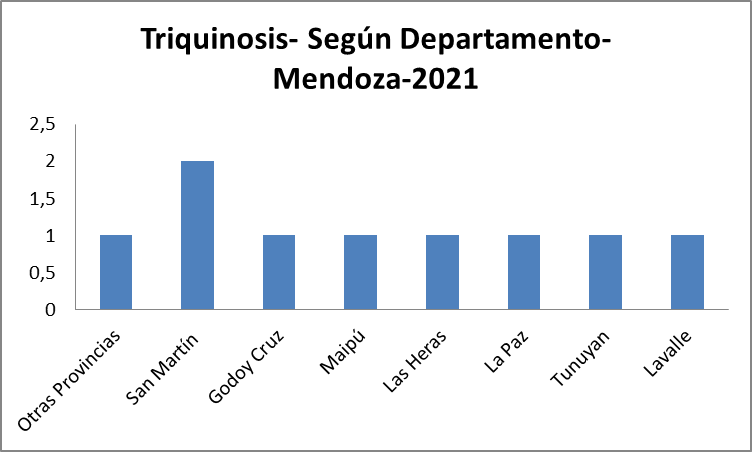 Triquinosis- Según Departamento-
Mendoza-2021
2,5
2
1,5
1
0,5
0
Otras Provincias
San Martín
Godoy Cruz
Maipú
Las Heras
La Paz
Tunuyan
Lavalle